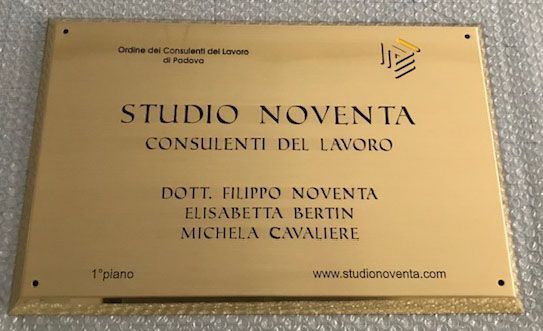 Ordine dei Consulenti del Lavoro
di Padova
STUDIO NOVENTA
CONSULENTI DEL LAVORO
DOTT. FILIPPO NOVENTA
ELISABETTA BERTIN
MICHELA CAVALIERE
1°piano
www.studionoventa.com